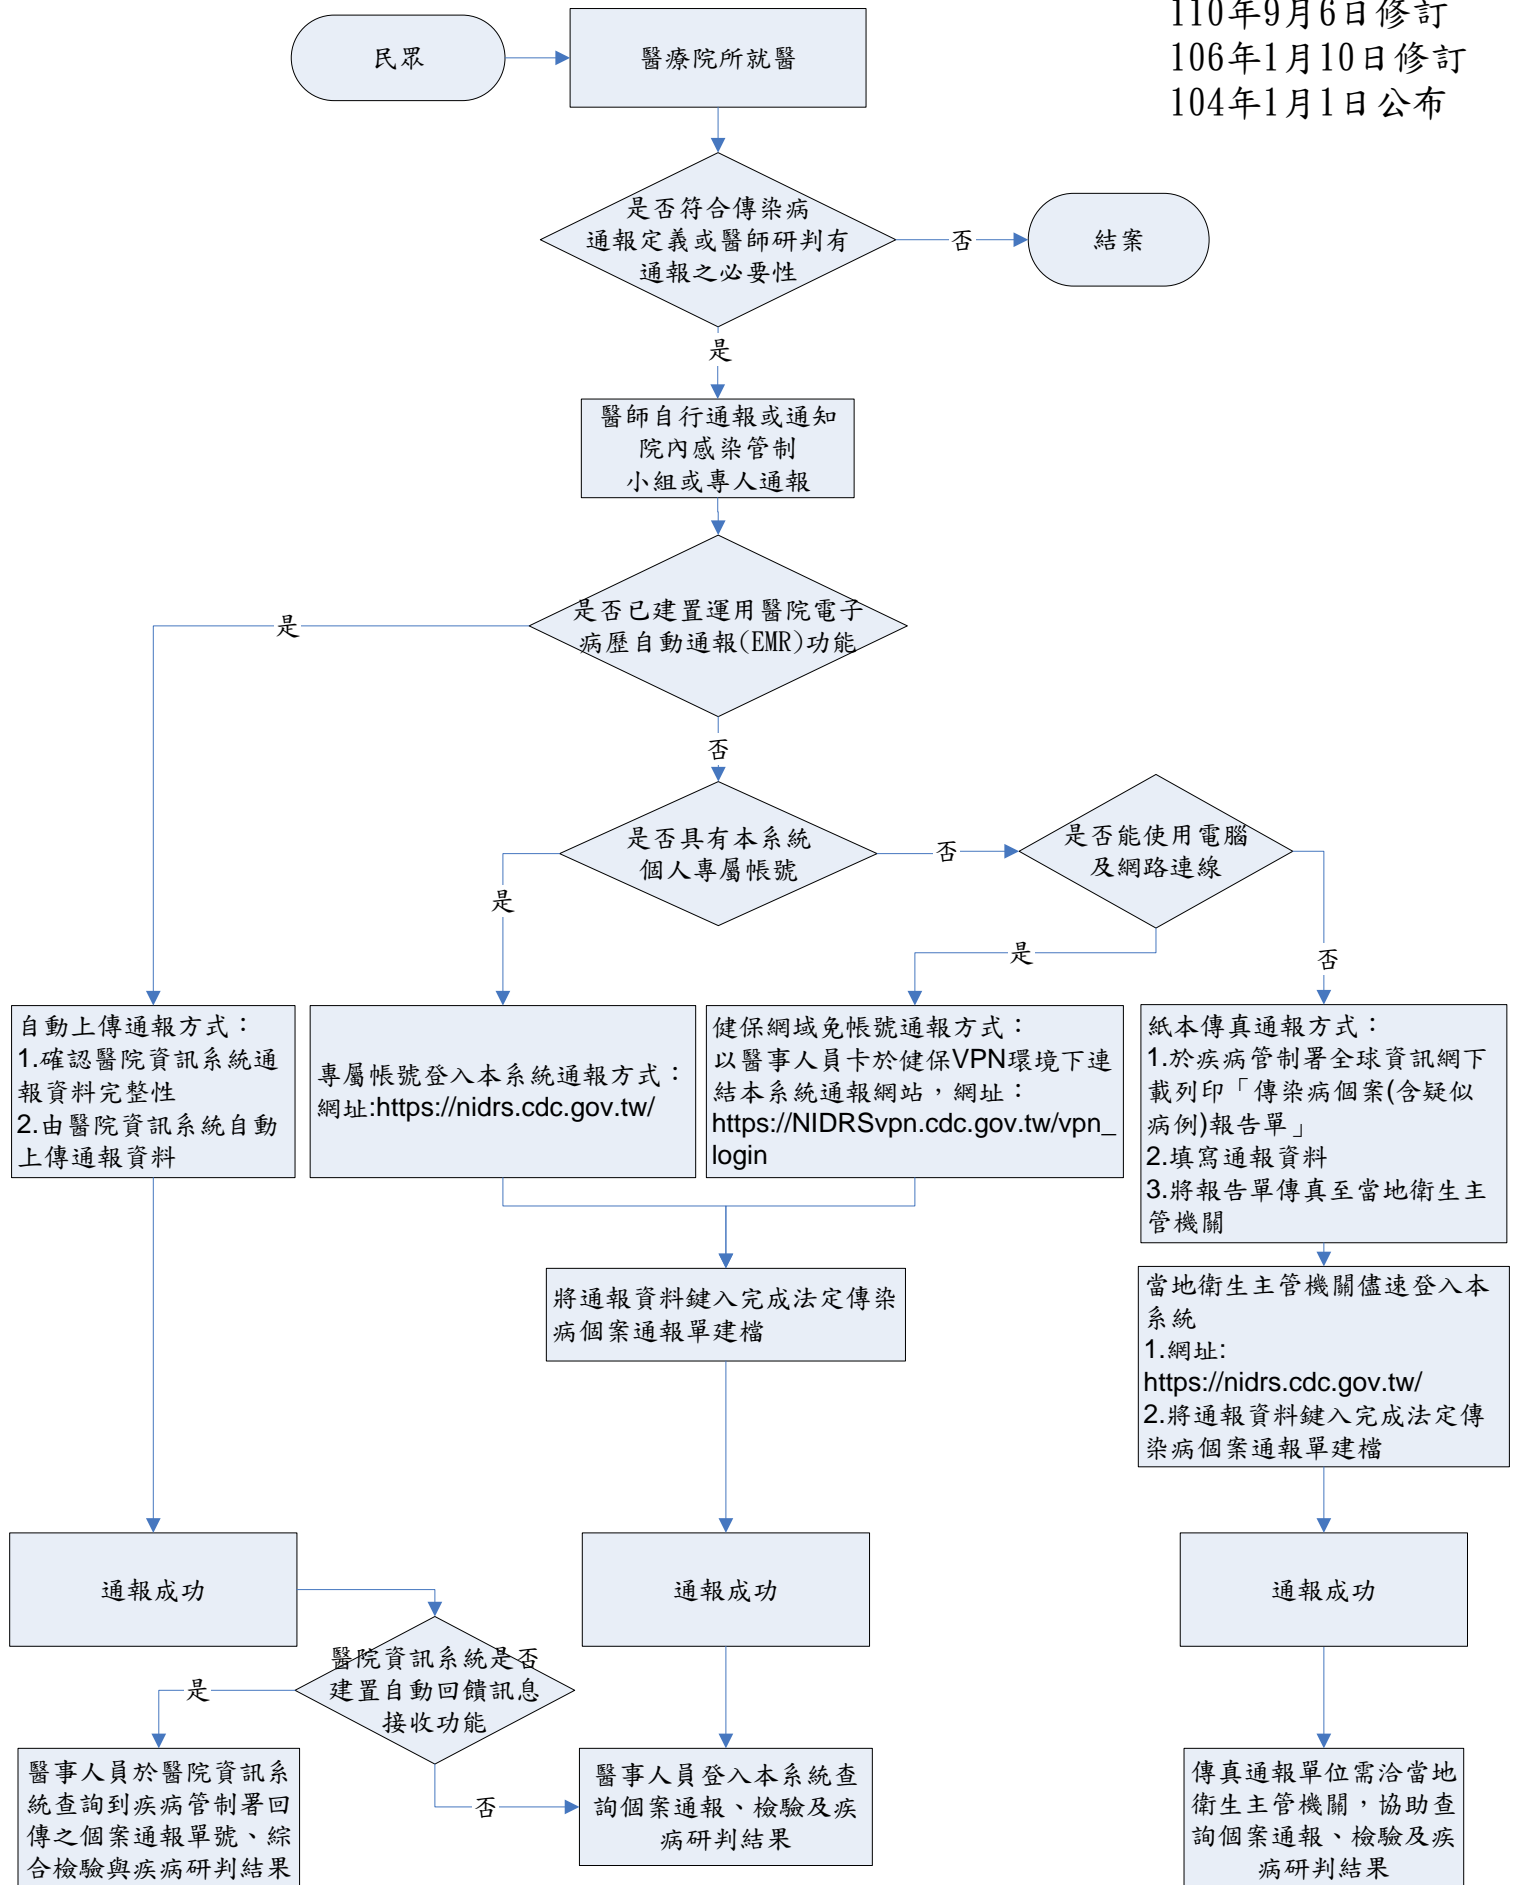 110年9月6日修訂
106年1月10日修訂
104年1月1日公布
民眾
醫療院所就醫
是否符合傳染病
通報定義或醫師研判有
通報之必要性
否
結案
是
醫師自行通報或通知
院內感染管制
小組或專人通報
是否已建置運用醫院電子
病歷自動通報(EMR)功能
是
否
是否具有本系統
個人專屬帳號
否
是否能使用電腦
及網路連線
是
是
否
自動上傳通報方式：
1.確認醫院資訊系統通
報資料完整性
2.由醫院資訊系統自動
上傳通報資料
專屬帳號登入本系統通報方式：
網址:https://nidrs.cdc.gov.tw/
健保網域免帳號通報方式：
以醫事人員卡於健保VPN環境下連
結本系統通報網站，網址：
https://NIDRSvpn.cdc.gov.tw/vpn_
login
紙本傳真通報方式：
1.於疾病管制署全球資訊網下
載列印「傳染病個案(含疑似
病例)報告單」
2.填寫通報資料
3.將報告單傳真至當地衛生主
管機關
將通報資料鍵入完成法定傳染
病個案通報單建檔
當地衛生主管機關儘速登入本
系統
1.網址:
https://nidrs.cdc.gov.tw/
2.將通報資料鍵入完成法定傳
染病個案通報單建檔
通報成功
通報成功
通報成功
醫院資訊系統是否
建置自動回饋訊息
接收功能
是
否
醫事人員於醫院資訊系
統查詢到疾病管制署回
傳之個案通報單號、綜
合檢驗與疾病研判結果
醫事人員登入本系統查
詢個案通報、檢驗及疾
病研判結果
傳真通報單位需洽當地
衛生主管機關，協助查
詢個案通報、檢驗及疾
病研判結果